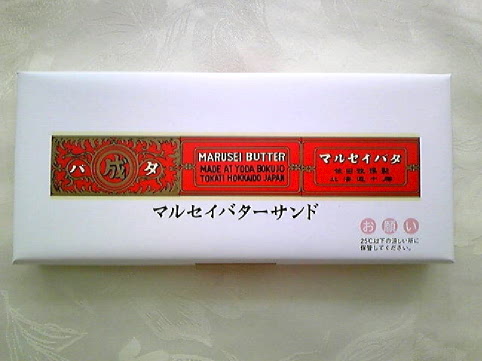 バ 成 タ
MARUSEI BUTTER
MADE AT YODA BOKUJO
TOKATI HOKKAIDO JAPAN
マルセイバタ
マルセイバターサンド
お願い
25℃以下の涼しい所に
保管してください。